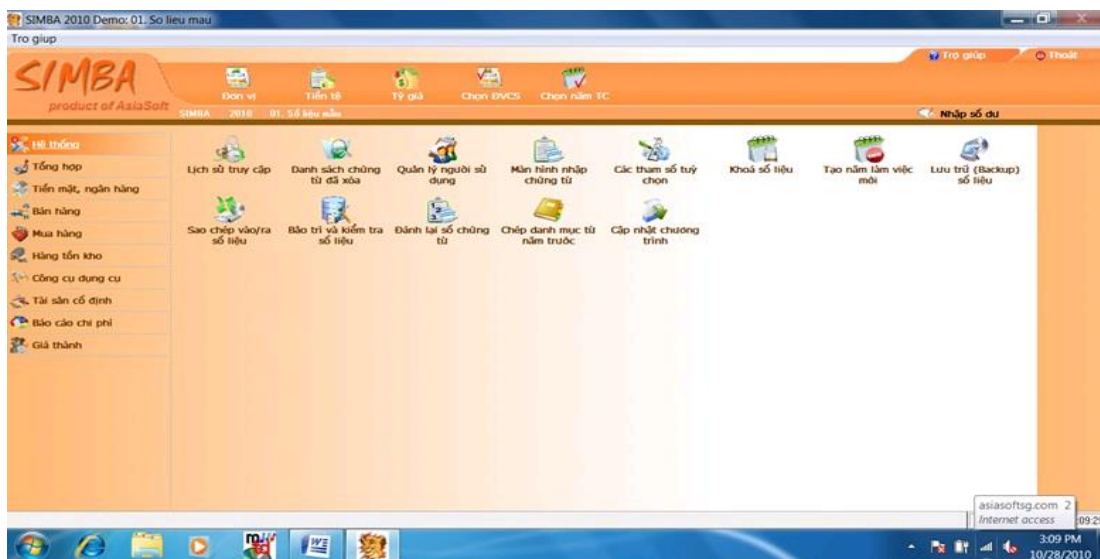 SIMBA 2010 Demo: 01. So lieu mau
Tro giup
Trợ giúp
Thoát
SIMBA
product of AsiaSoft
Đơn vị
Tiền tệ
Tỷ giá
Chọn ĐVCS
Chọn năm TC
SIMBA 2010 01. Số liệu mẫu
Nhập số dư
Hệ thống
Tổng hợp
Tiền mặt, ngân hàng
Bán hàng
Mua hàng
Hàng tồn kho
Công cụ dụng cụ
Tài sản cố định
Báo cáo chi phí
Giá thành
Lịch sử truy cập
Danh sách chứng
từ đã xóa
Quản lý người sử
dụng
Màn hình nhập
chứng từ
Các tham số tuỳ
chọn
Khoá số liệu
Tạo năm làm việc
mới
Lưu trữ (Backup)
số liệu
Sao chép vào/ra
số liệu
Bảo trì và kiểm tra
số liệu
Đánh lại số chứng
từ
Chép danh mục từ
năm trước
Cập nhật chương
trình
asiasoftsg.com 2
Internet access
3:09 PM
10/28/2010